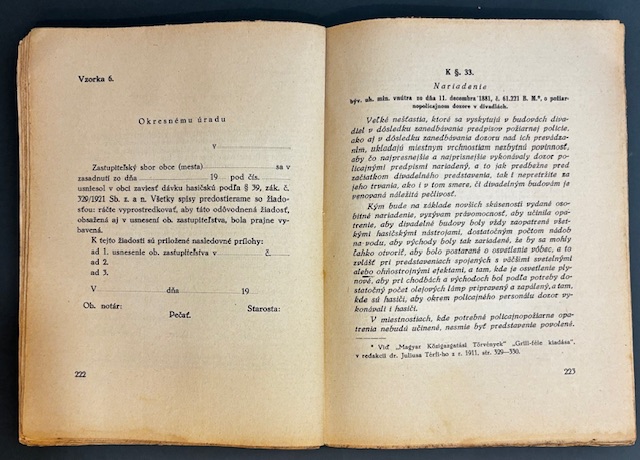 Vzorka 6.
Okresnému úradu
v
Zastupiteľský sbor obce (mesta) sa v
zasadnutí zo dňa 19 pod čís.
usniesol v obci zaviesť dávku hasičskú podľa § 39, zák. č.
329/1921 Sb. z. a n. Všetky spisy predostierame so žiados-
ťou: ráčte vyprostredkovať, aby táto odôvodnená žiadosť,
obsažená aj v usnesení ob. zastupiteľstva, bola prajne vy-
bavená.
K tejto žiadosti sú priložené nasledovné prílohy:
ad 1. usnesenie ob. zastupiteľstva v č.
ad 2.
ad 3.
V dňa 19
Ob. notár: Starosta:
Pečať.
222
K §. 33.
Nariadenie
býv. uh. min. vnútra zo dňa 11. decembra 1881, č. 61.221 B. M.*, o požiar-
nopolicajnom dozore v divadlách.
Veľké nešťastia, ktoré sa vyskytujú v budovách diva-
diel v dôsledku zanedbávania predpisov požiarnej policie,
ako aj v dôsledku zanedbávania dozoru nad ich prevádza-
ním, ukladajú miestnym vrchnostiam nezbytnú povinnosť,
aby čo najpresnejšie a najprísnejšie vykonávaly dozor po-
licajnými predpismi nariadený, a to jak predbežne pred
začiatkom divadelného predstavenia, tak i nepretržite za
jeho trvania, ako i v tom smere, či divadelným budovám je
venovaná náležitá pečlivosť.
Kým bude na základe nových skúseností vydané oso-
bitné nariadenie, vyzývam právomocnosť, aby učinila opa-
trenie, aby divadelné budovy boly vždy zaopatrené všet-
kými hasičskými nástrojami, dostatočným počtom nádob
na vodu, aby východy boly tak nariadené, že by sa mohly
ľahko otvoriť, aby bolo postarané o osvetlenie vôbec, a to
zvlášť pri predstaveniach spojených s väčšími svetelnými
alebo ohňostrojnými efektami, a tam, kde je osvetlenie ply-
nové, aby pri chodbách a východoch bol podľa potreby do-
statočný počet olejových lámp pripravený a zapálený, a tam,
kde sú hasiči, aby okrem policajného personálu dozor vy-
konávali i hasiči.
V miestnostiach, kde potrebné policajnopožiarne opa-
trenia nebudú učinené, nesmie byť predstavenie povolené.
* Viď „Magyar Közigazgatási Törvények“ „Grill-féle kiadása“,
v redakcii dr. Juliusa Térfi-ho z r. 1911, str. 329—330.
223